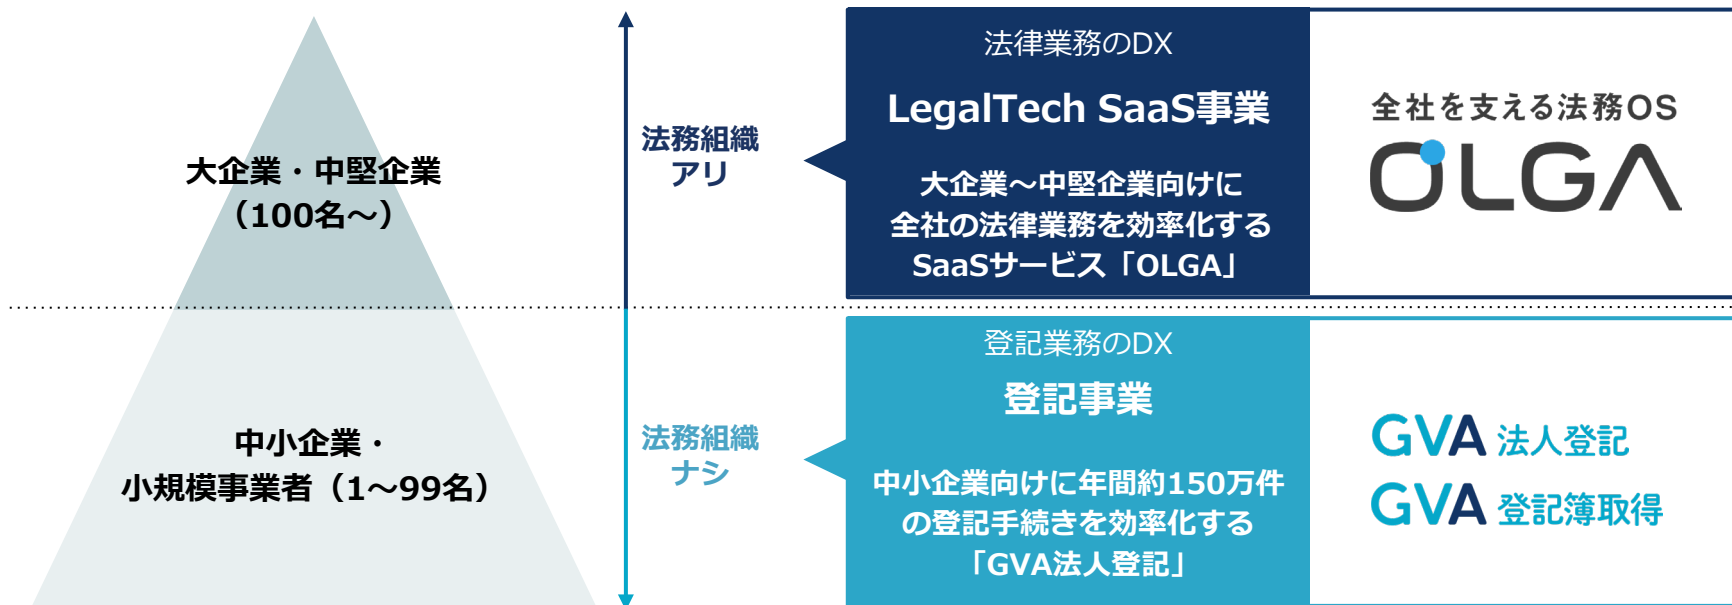 大企業・中堅企業
（100名～）
法務組織
アリ
法律業務のDX
LegalTech SaaS事業
大企業～中堅企業向けに
全社の法律業務を効率化する
SaaSサービス「OLGA」
全社を支える法務OS
OLGA
中小企業・
小規模事業者（1～99名）
法務組織
ナシ
登記業務のDX
登記事業
中小企業向けに年間約150万件
の登記手続きを効率化する
「GVA法人登記」
GVA 法人登記
GVA 登記簿取得